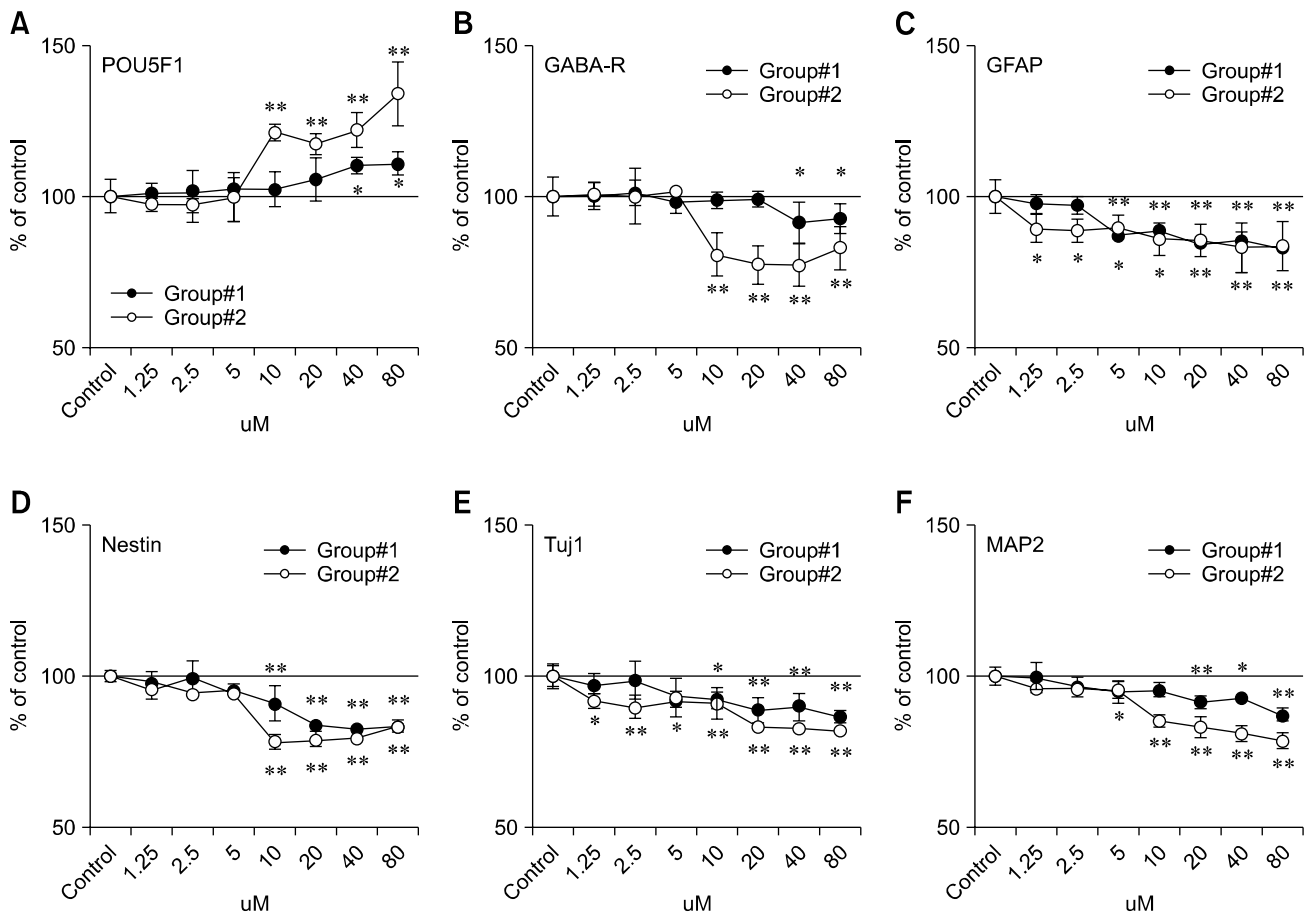 A
150
POU5F1
**
**
**
**
% of control
100
*
*
Group#1
Group#2
50
Control
1.25
2.5
5
10
20
40
80
uM
B
150
GABA-R
Group#1
Group#2
% of control
*
*
100
**
**
**
**
50
Control
1.25
2.5
5
10
20
40
80
uM
C
150
GFAP
Group#1
Group#2
% of control
100
**
**
**
**
**
*
*
*
*
**
**
**
50
Control
1.25
2.5
5
10
20
40
80
uM
D
150
Nestin
Group#1
Group#2
% of control
100
**
**
**
**
**
**
**
**
50
Control
1.25
2.5
5
10
20
40
80
uM
E
150
Tuj1
Group#1
Group#2
% of control
100
*
**
**
**
*
**
*
**
**
**
**
50
Control
1.25
2.5
5
10
20
40
80
uM
F
150
MAP2
Group#1
Group#2
% of control
100
**
*
**
*
**
**
**
**
50
Control
1.25
2.5
5
10
20
40
80
uM